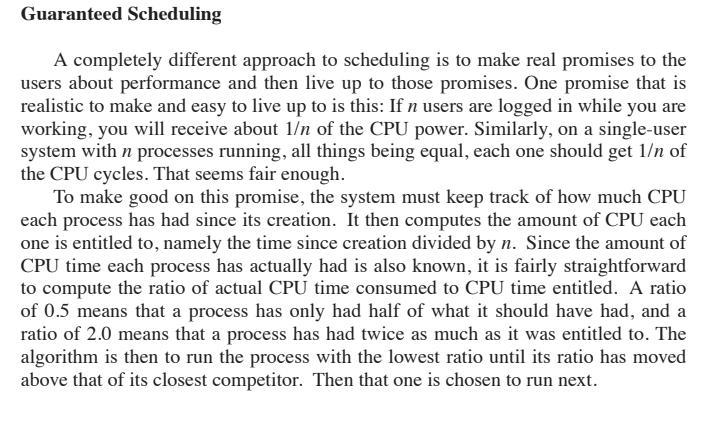 Guaranteed Scheduling
A completely different approach to scheduling is to make real promises to the
users about performance and then live up to those promises. One promise that is
realistic to make and easy to live up to is this: If n users are logged in while you are
working, you will receive about 1/n of the CPU power. Similarly, on a single-user
system with n processes running, all things being equal, each one should get 1/n of
the CPU cycles. That seems fair enough.
To make good on this promise, the system must keep track of how much CPU
each process has had since its creation. It then computes the amount of CPU each
one is entitled to, namely the time since creation divided by n. Since the amount of
CPU time each process has actually had is also known, it is fairly straightforward
to compute the ratio of actual CPU time consumed to CPU time entitled. A ratio
of 0.5 means that a process has only had half of what it should have had, and a
ratio of 2.0 means that a process has had twice as much as it was entitled to. The
algorithm is then to run the process with the lowest ratio until its ratio has moved
above that of its closest competitor. Then that one is chosen to run next.